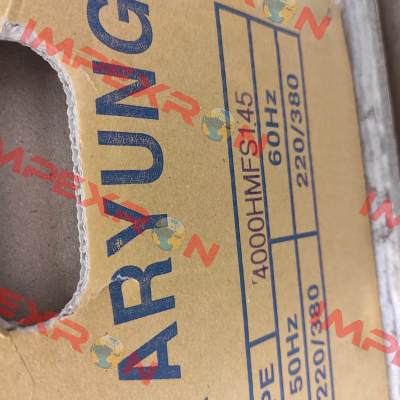 ARYUNG
PE
'4000HMFS145
50Hz
60Hz
220/380
220/380
IMPEXRON